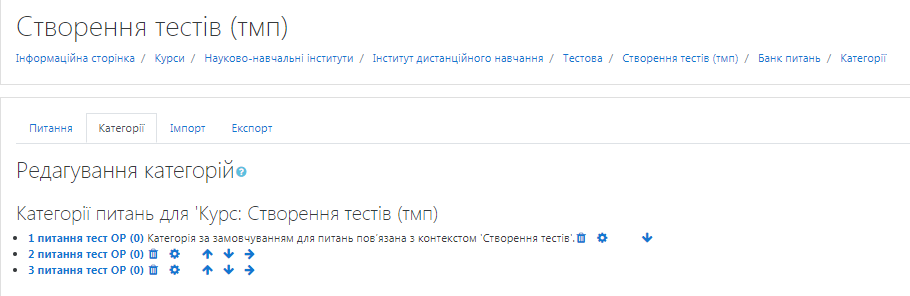 Створення тестів (тмп)
Інформаційна сторінка / Курси / Науково-навчальні інститути / Інститут дистанційного навчання / Тестова / Створення тестів (тмп) / Банк питань / Категорії
Питання Категорії Імпорт Експорт
Редагування категорій
Категорії питань для 'Курс: Створення тестів (тмп)
1 питання тест ОР (0) Категорія за замовчуванням для питань пов'язана з контекстом 'Створення тестів'.
2 питання тест ОР (0)
3 питання тест ОР (0)